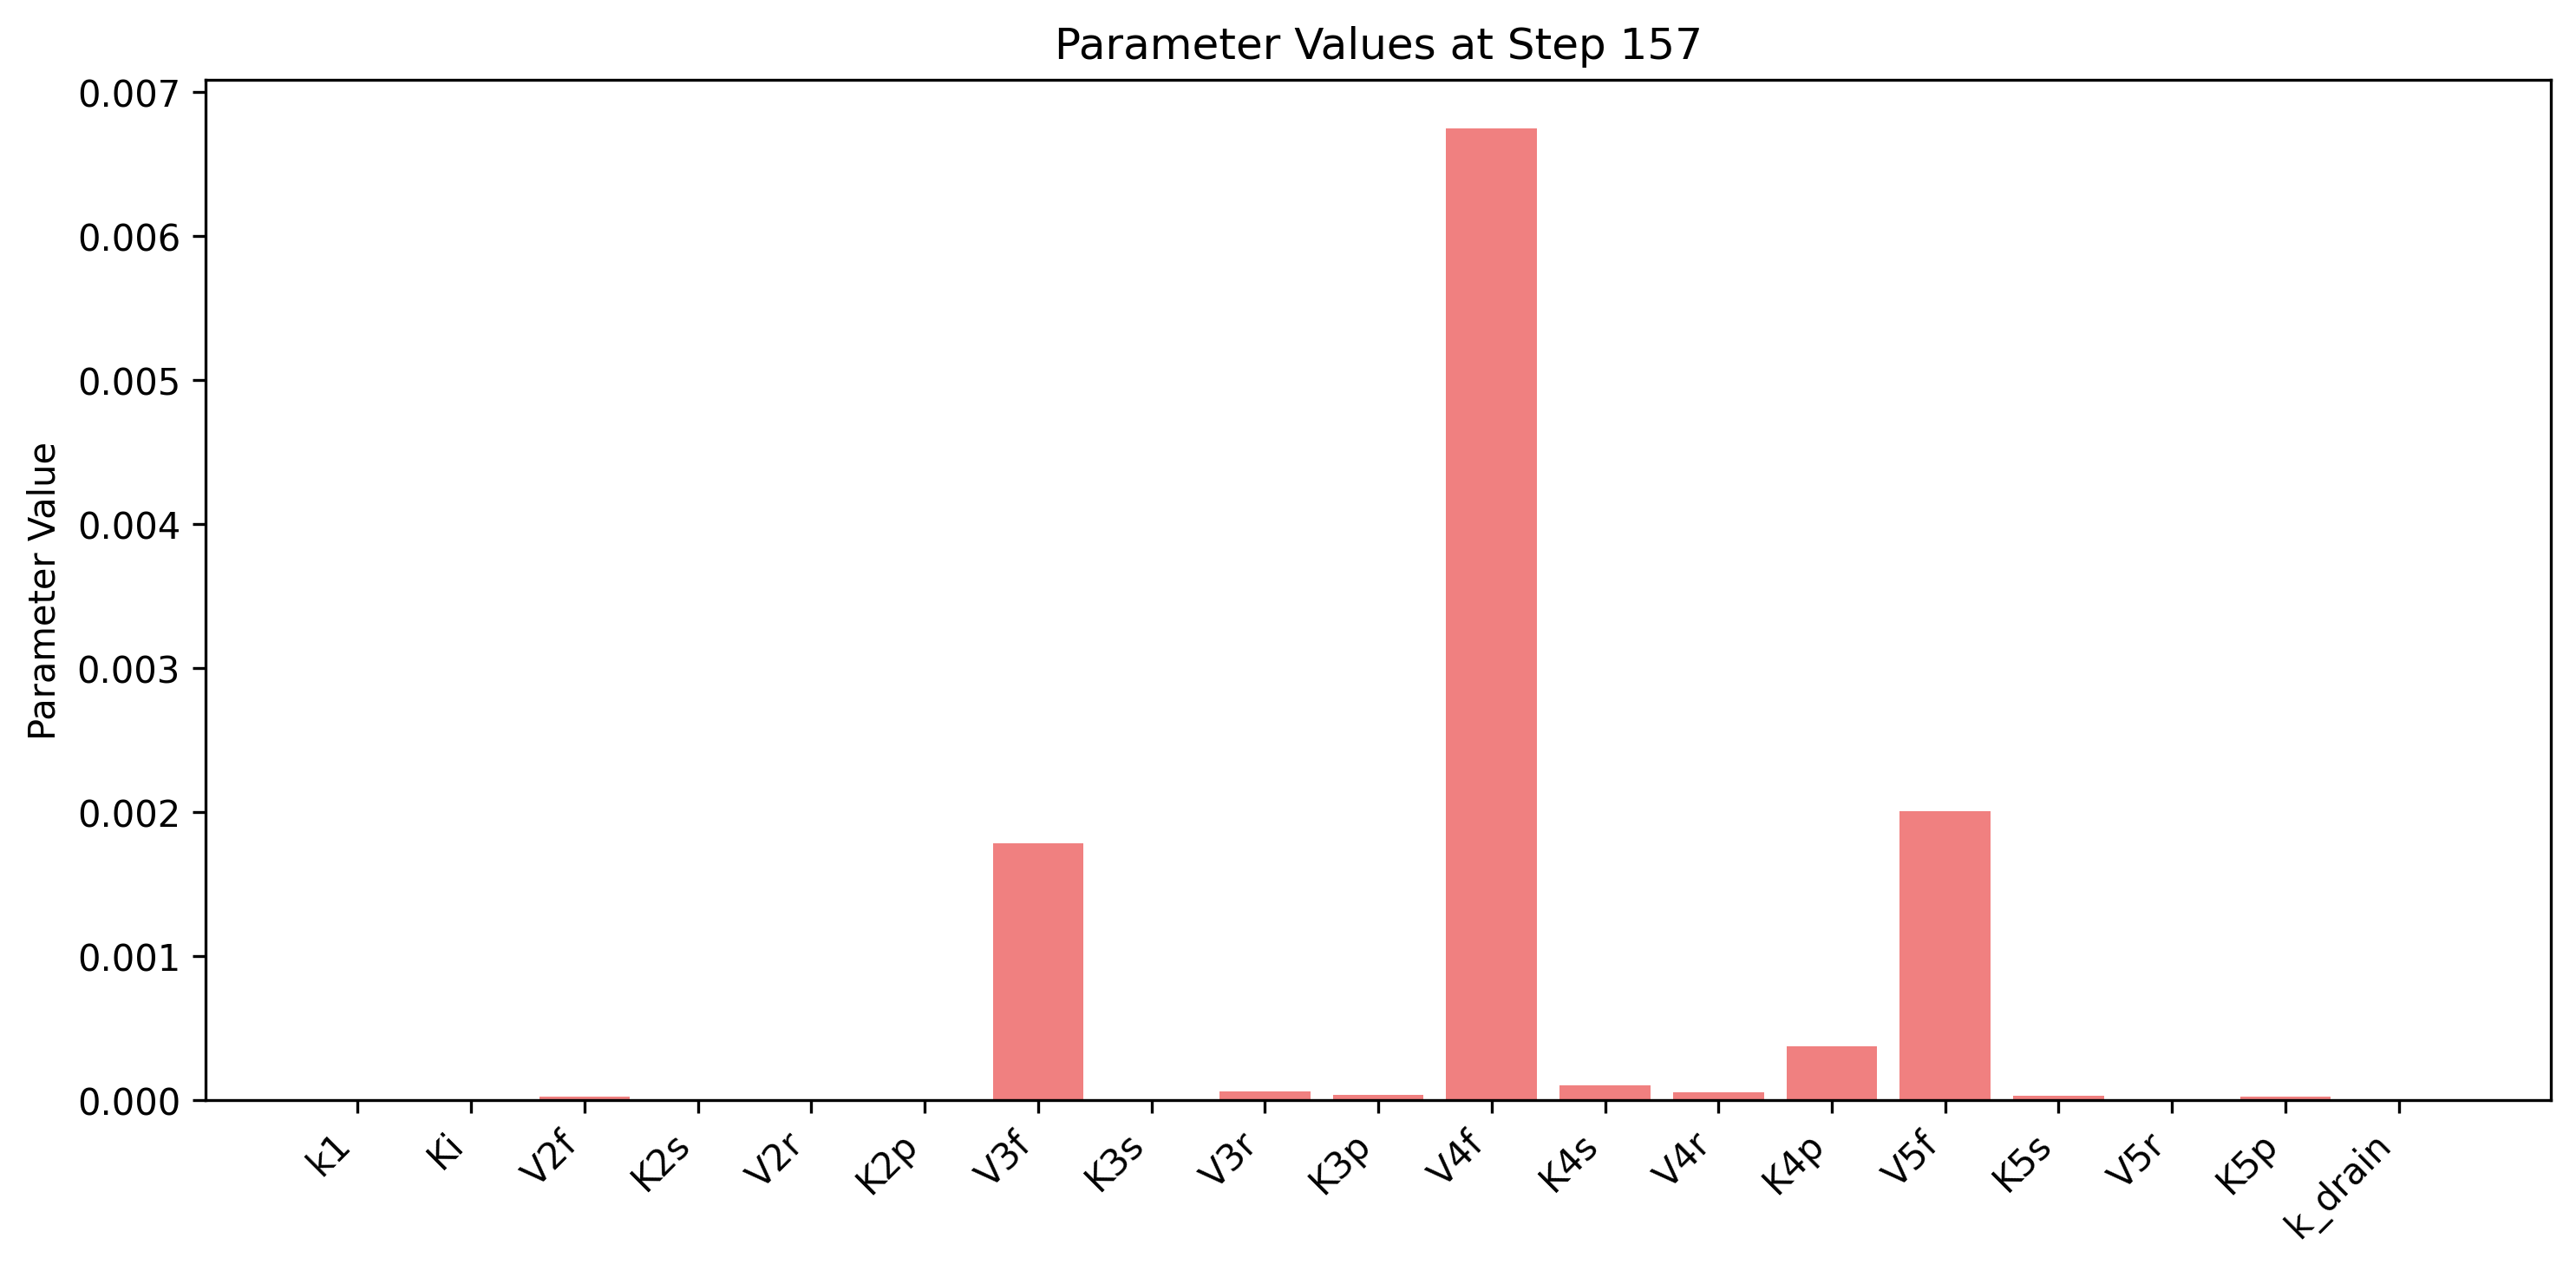 Parameter Values at Step 157
Parameter Value
0.007
0.006
0.005
0.004
0.003
0.002
0.001
0.000
k1
Ki
V2f
K2s
V2r
K2p
V3f
K3s
V3r
K3p
V4f
K4s
V4r
K4p
V5f
K5s
V5r
K5p
k_drain